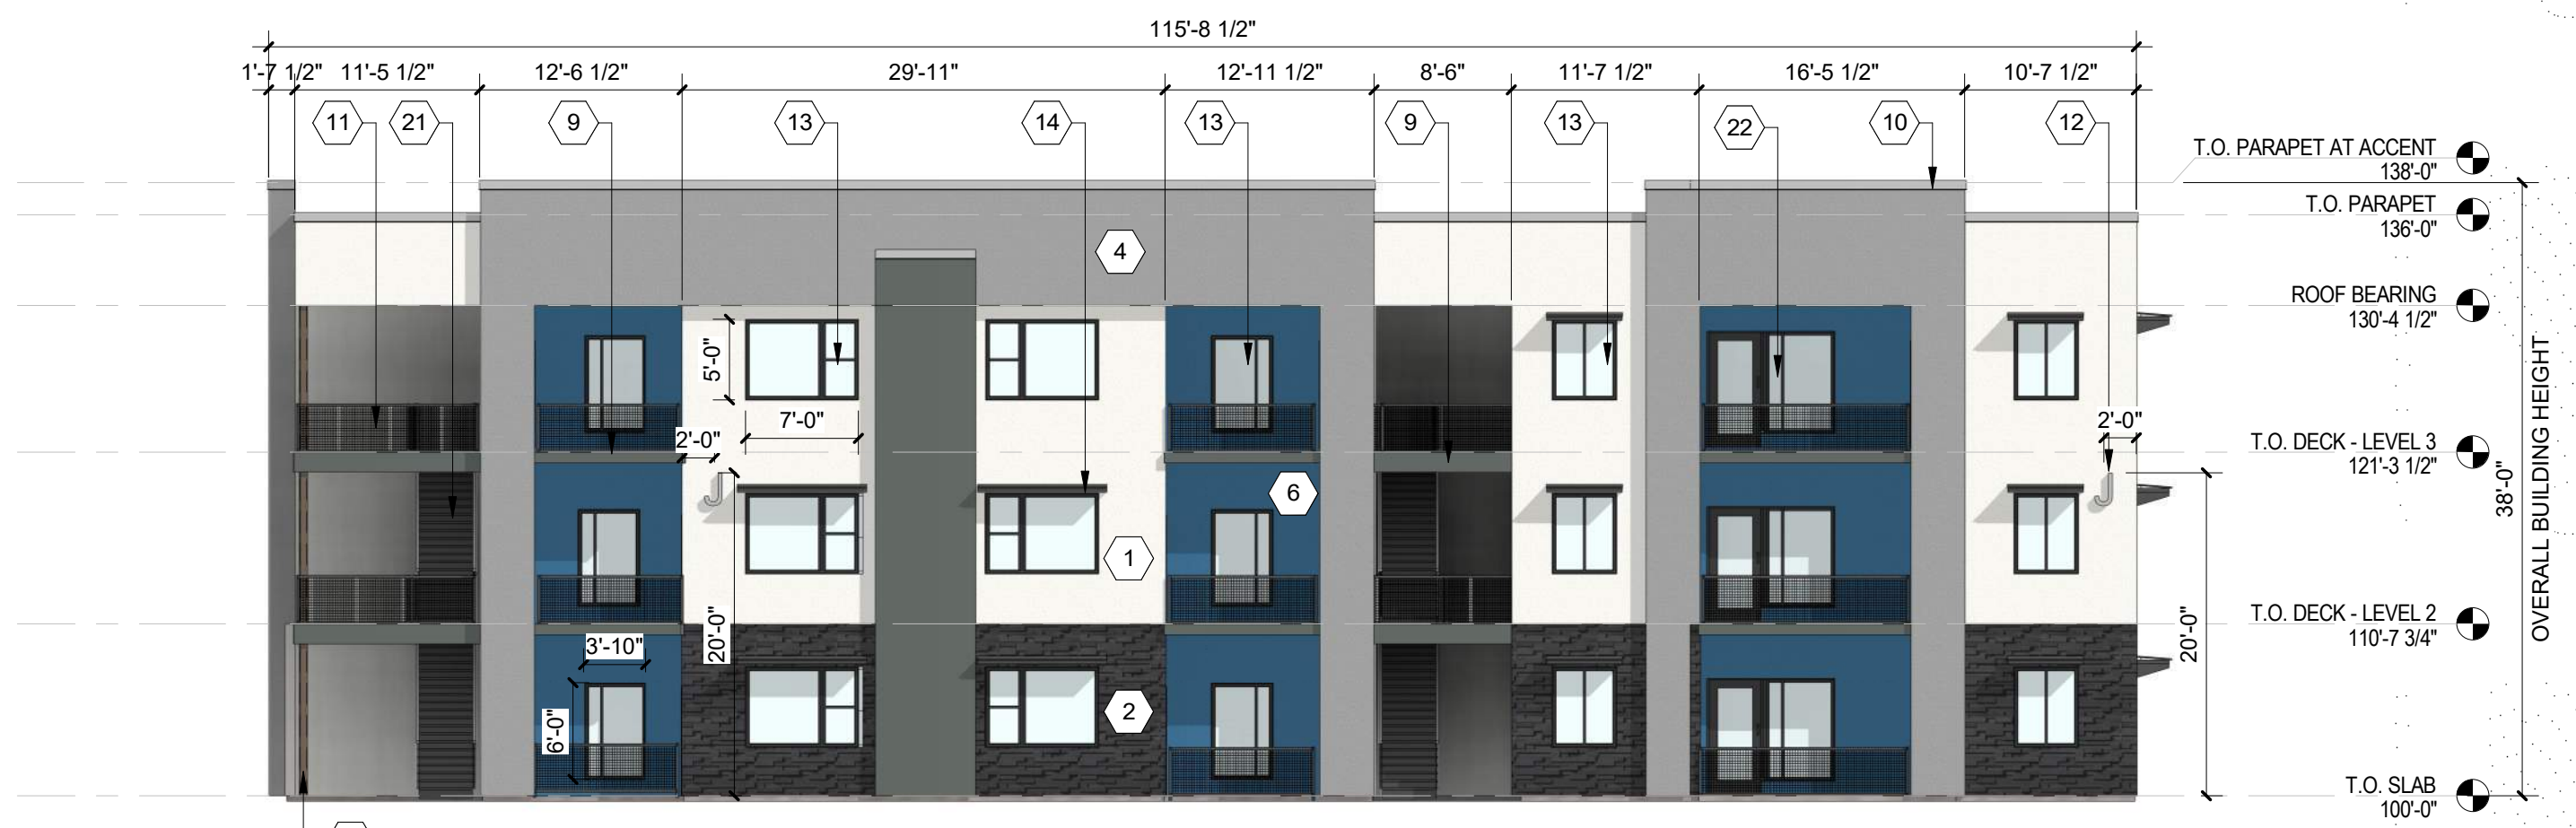 115'-8 1/2"
1'-7 1/2" 11'-5 1/2" 12'-6 1/2" 29'-11" 12'-11 1/2" 8'-6" 11'-7 1/2" 16'-5 1/2" 10'-7 1/2"
11 21 9 13 14 13 9 13 22 10 12
T.O. PARAPET AT ACCENT
138'-0"
T.O. PARAPET
136'-0"
4
ROOF BEARING
130'-4 1/2"
5'-0"
7'-0"
2'-0"
2'-0"
T.O. DECK - LEVEL 3
121'-3 1/2"
J
6
J
38'-0"
OVERALL BUILDING HEIGHT
1
T.O. DECK - LEVEL 2
110'-7 3/4"
3'-10"
20'-0"
20'-0"
6'-0"
2
T.O. SLAB
100'-0"